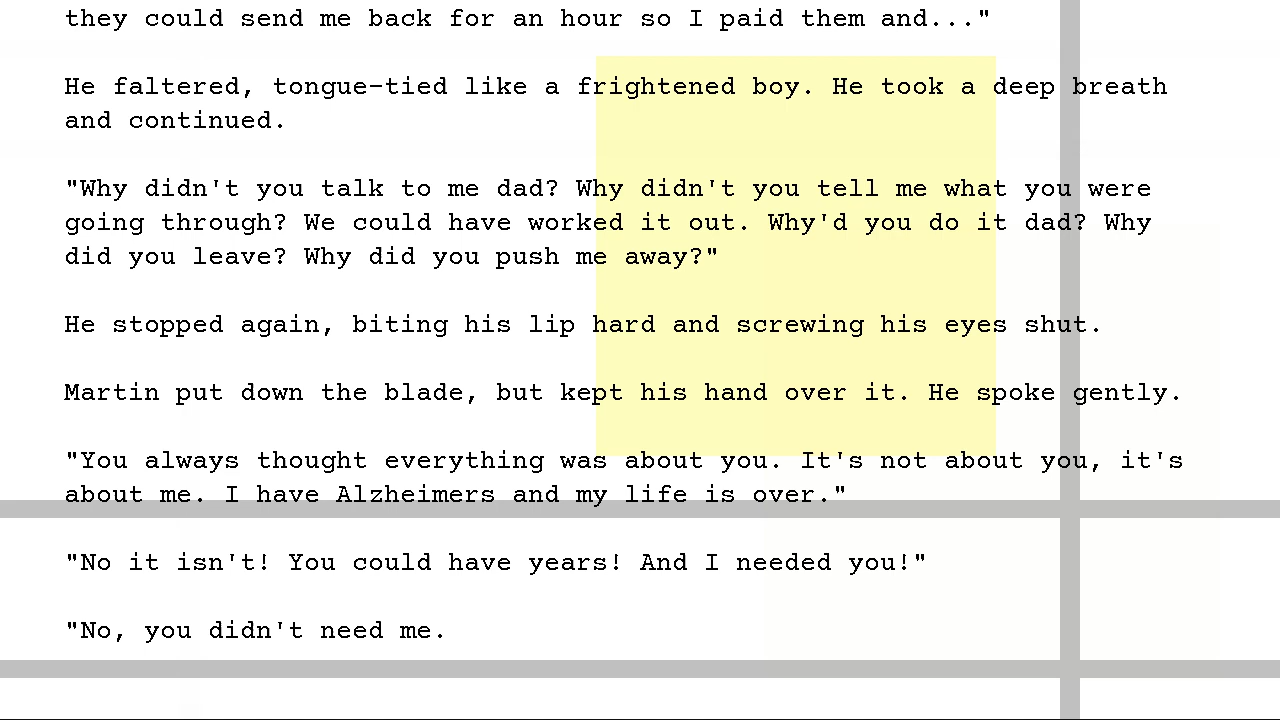 they could send me back for an hour so I paid them and..."
He faltered, tongue-tied like a frightened boy. He took a deep breath
and continued.
"Why didn't you talk to me dad? Why didn't you tell me what you were
going through? We could have worked it out. Why'd you do it dad? Why
did you leave? Why did you push me away?"
He stopped again, biting his lip hard and screwing his eyes shut.
Martin put down the blade, but kept his hand over it. He spoke gently.
"You always thought everything was about you. It's not about you, it's
about me. I have Alzheimers and my life is over."
"No it isn't! You could have years! And I needed you!"
"No, you didn't need me.